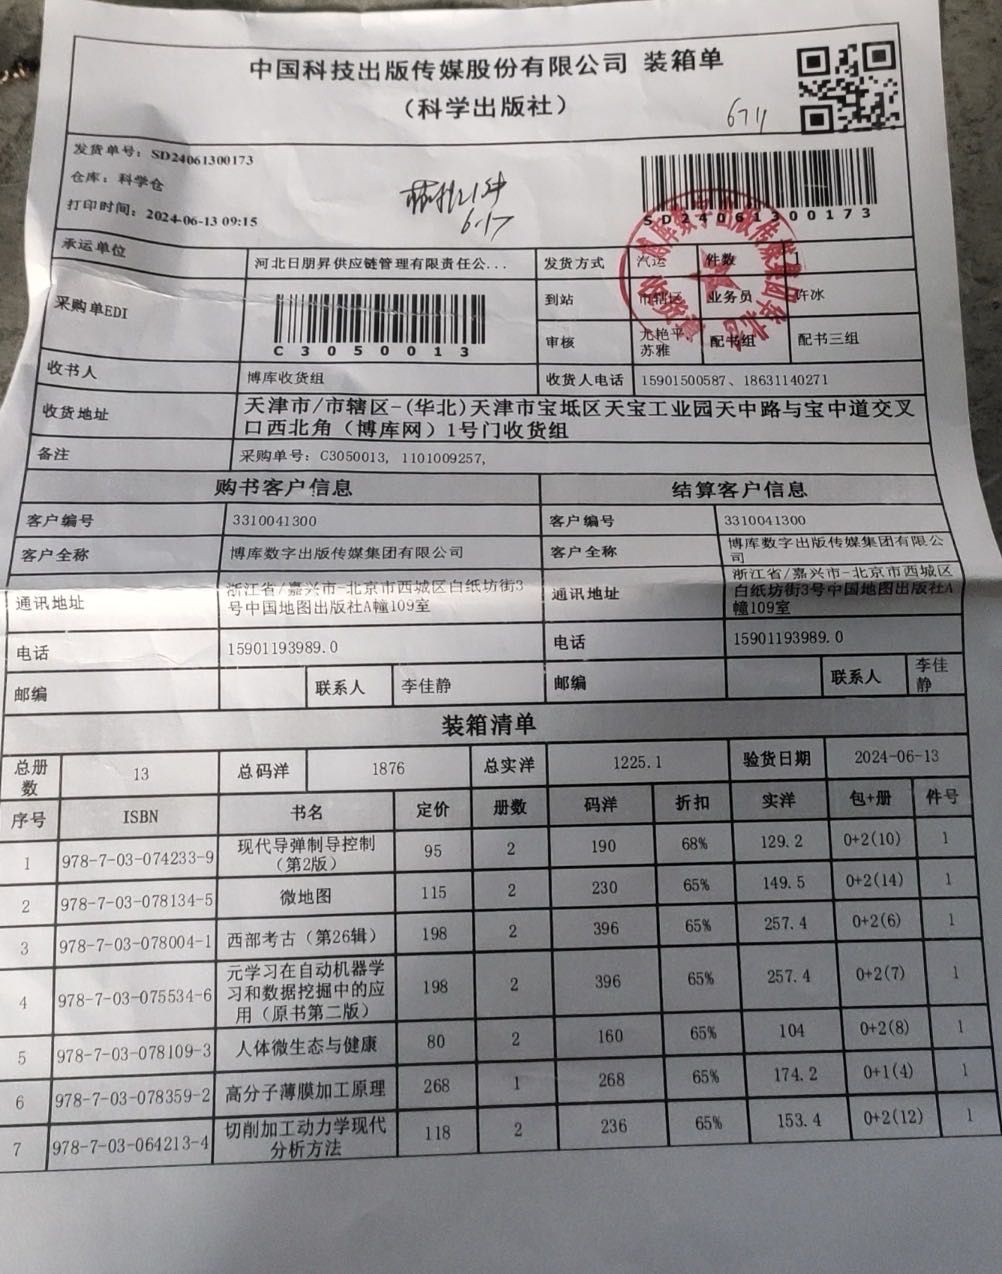 中国科技出版传媒股份有限公司 装箱单
（科学出版社）
6711
发货单号：SD24061300173
仓库：科学仓
打印时间：2024-06-13 09:15
6.17
SD24061300173
承运单位 河北日朋昇供应链管理有限责任公... 发货方式 汽运 件数 1
采购单EDI C3050013 到站 市辖区 业务员 许冰
审核 尤艳平 苏雅 配书组 配书三组
收书人 博库收货组 收货人电话 15901500587、18631140271
收货地址 天津市/市辖区-(华北)天津市宝坻区天宝工业园天中路与宝中道交叉
口西北角（博库网）1号门收货组
备注 采购单号：C3050013, 1101009257,
购书客户信息 结算客户信息
客户编号 3310041300 客户编号 3310041300
客户全称 博库数字出版传媒集团有限公司 客户全称 博库数字出版传媒集团有限公
司
通讯地址 浙江省/嘉兴市-北京市西城区白纸坊街3
号中国地图出版社A幢109室
通讯地址 浙江省/嘉兴市-北京市西城区
白纸坊街3号中国地图出版社A
幢109室
电话 15901193989.0 电话 15901193989.0
邮编 联系人 李佳静 邮编 联系人 李佳
静
装箱清单
总册数 13 总码洋 1876 总实洋 1225.1 验货日期 2024-06-13
序号 ISBN 书名 定价 册数 码洋 折扣 实洋 包+册 件号
1 978-7-03-074233-9 现代导弹制导控制（第2版） 95 2 190 68% 129.2 0+2(10) 1
2 978-7-03-078134-5 微地图 115 2 230 65% 149.5 0+2(14) 1
3 978-7-03-078004-1 西部考古（第26辑） 198 2 396 65% 257.4 0+2(6) 1
4 978-7-03-075534-6 元学习在自动机器学习和数据挖掘中的应用（原书第二版） 198 2 396 65% 257.4 0+2(7) 1
5 978-7-03-078109-3 人体微生态与健康 80 2 160 65% 104 0+2(8) 1
6 978-7-03-078359-2 高分子薄膜加工原理 268 1 268 65% 174.2 0+1(4) 1
7 978-7-03-064213-4 切削加工动力学现代分析方法 118 2 236 65% 153.4 0+2(12) 1